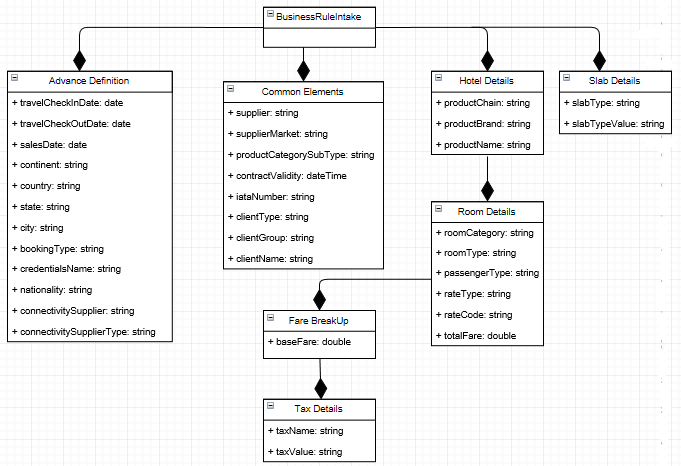 BusinessRuleIntake
Advance Definition
+ travelCheckInDate: date
+ travelCheckOutDate: date
+ salesDate: date
+ continent: string
+ country: string
+ state: string
+ city: string
+ bookingType: string
+ credentialsName: string
+ nationality: string
+ connectivitySupplier: string
+ connectivitySupplierType: string
Common Elements
+ supplier: string
+ supplierMarket: string
+ productCategorySubType: string
+ contractValidity: dateTime
+ iataNumber: string
+ clientType: string
+ clientGroup: string
+ clientName: string
Hotel Details
+ productChain: string
+ productBrand: string
+ productName: string
Slab Details
+ slabType: string
+ slabTypeValue: string
Room Details
+ roomCategory: string
+ roomType: string
+ passengerType: string
+ rateType: string
+ rateCode: string
+ totalFare: double
Fare BreakUp
+ baseFare: double
Tax Details
+ taxName: string
+ taxValue: string